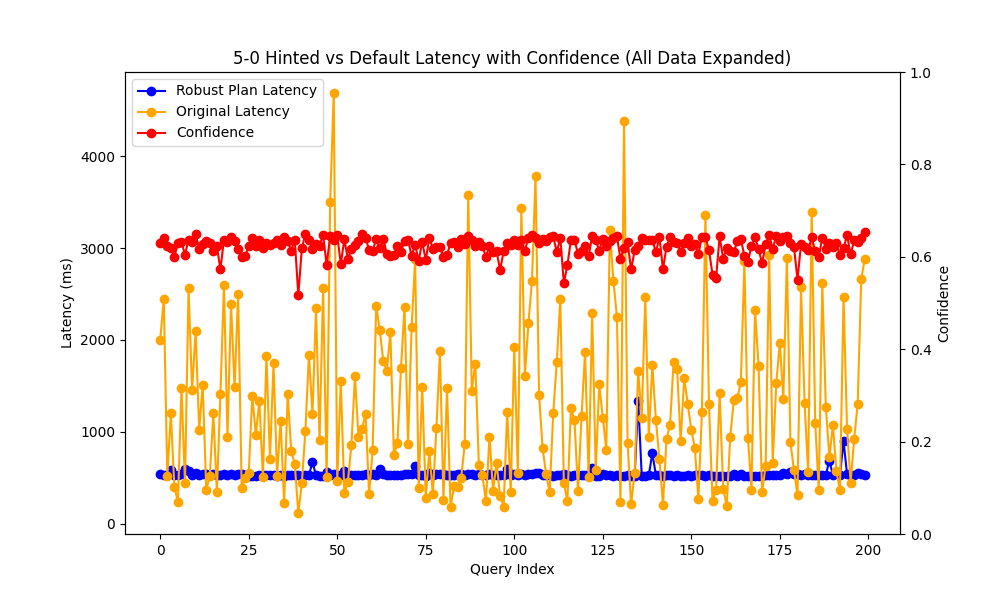 5-0 Hinted vs Default Latency with Confidence (All Data Expanded)
Robust Plan Latency
Original Latency
Confidence
Latency (ms)
4000
3000
2000
1000
0
1.0
0.8
0.6
0.4
0.2
0.0
Confidence
0 25 50 75 100 125 150 175 200
Query Index